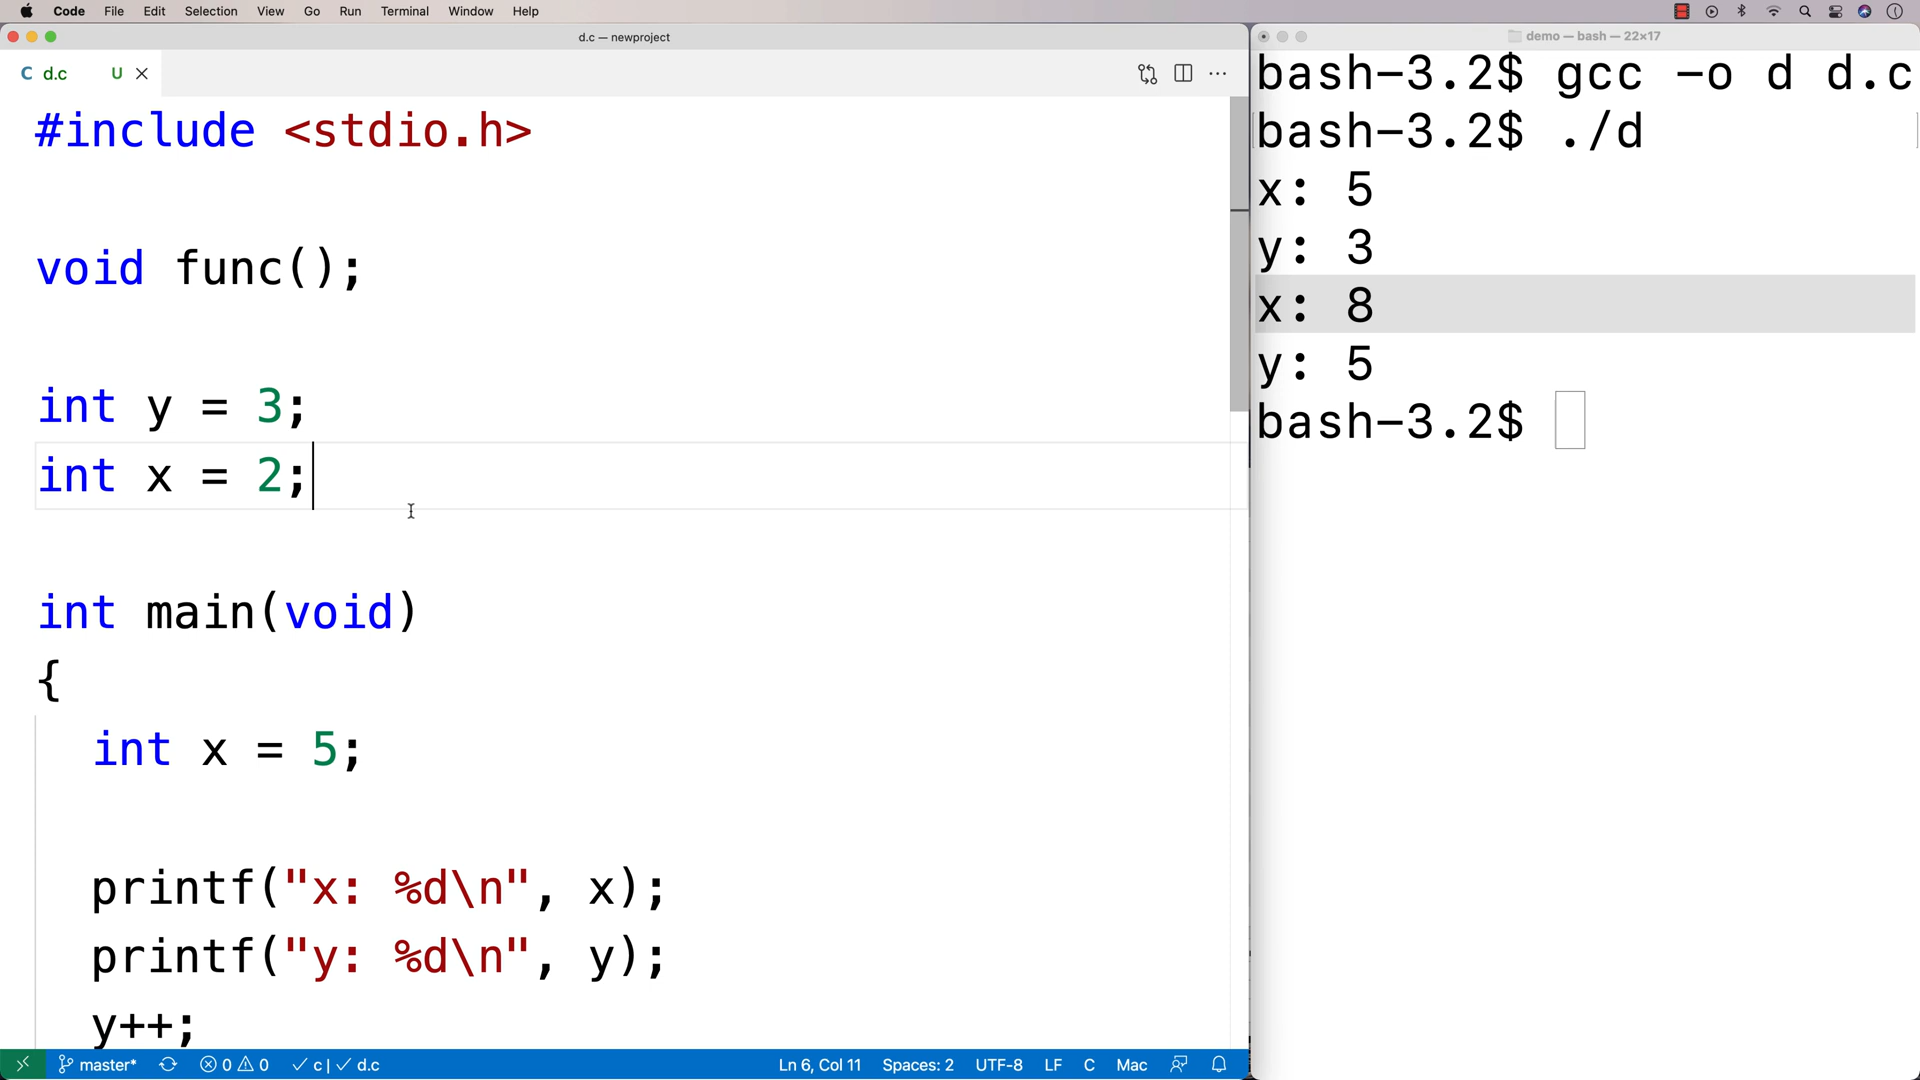 Code File Edit Selection View Go Run Terminal Window Help
d.c — newproject
C d.c U
#include <stdio.h>
void func();
int y = 3;
int x = 2;
int main(void)
{
int x = 5;
printf("x: %d\n", x);
printf("y: %d\n", y);
y++;
master* 0 0 c | d.c Ln 6, Col 11 Spaces: 2 UTF-8 LF C Mac
demo — bash — 22×17
bash-3.2$ gcc -o d d.c
bash-3.2$ ./d
x: 5
y: 3
x: 8
y: 5
bash-3.2$